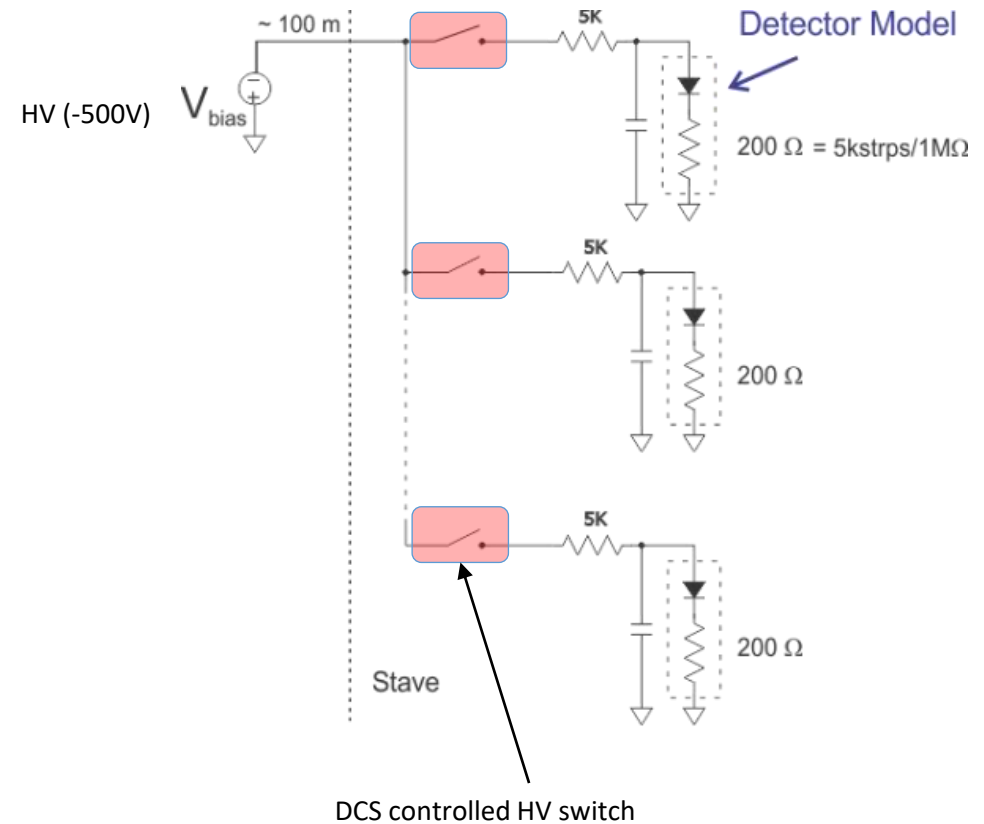 ~ 100 m
5K
Detector Model
HV (-500V)
V bias
200 Ω = 5kstrps/1MΩ
5K
200 Ω
5K
200 Ω
Stave
DCS controlled HV switch